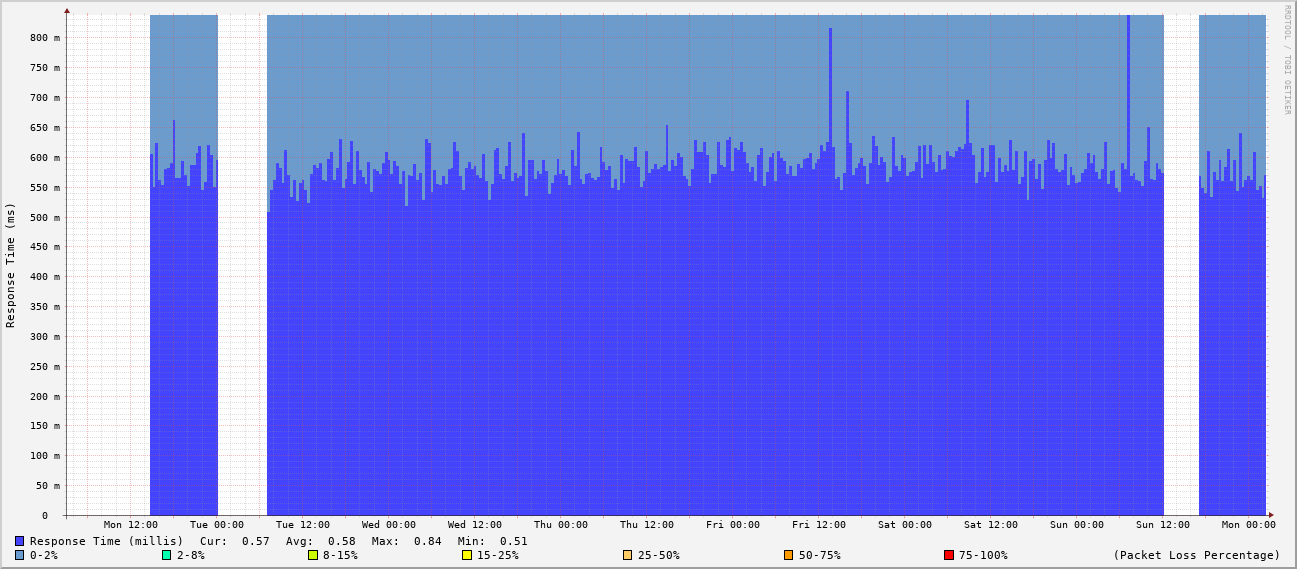 RRDTOOL / TOBI OETIKER
Response Time (ms)
800 m
750 m
700 m
650 m
600 m
550 m
500 m
450 m
400 m
350 m
300 m
250 m
200 m
150 m
100 m
50 m
0
Mon 12:00 Tue 00:00 Tue 12:00 Wed 00:00 Wed 12:00 Thu 00:00 Thu 12:00 Fri 00:00 Fri 12:00 Sat 00:00 Sat 12:00 Sun 00:00 Sun 12:00 Mon 00:00
Response Time (millis) Cur: 0.57 Avg: 0.58 Max: 0.84 Min: 0.51
0-2% 2-8% 8-15% 15-25% 25-50% 50-75% 75-100% (Packet Loss Percentage)